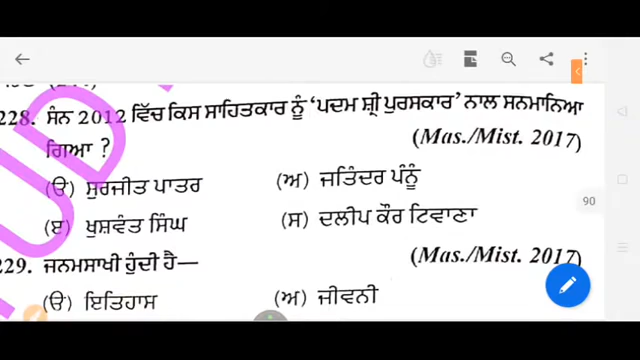 228. ਸੰਨ 2012 ਵਿੱਚ ਕਿਸ ਸਾਹਿਤਕਾਰ ਨੂੰ 'ਪਦਮ ਸ਼੍ਰੀ ਪੁਰਸਕਾਰ' ਨਾਲ ਸਨਮਾਨਿਆ
ਗਿਆ ? (Mas./Mist. 2017)
(ੳ) ਸੁਰਜੀਤ ਪਾਤਰ (ਅ) ਜਤਿੰਦਰ ਪੰਨੂੰ
90
(ੲ) ਖੁਸ਼ਵੰਤ ਸਿੰਘ (ਸ) ਦਲੀਪ ਕੌਰ ਟਿਵਾਣਾ
229. ਜਨਮਸਾਖੀ ਹੁੰਦੀ ਹੈ— (Mas./Mist. 2017)
(ੳ) ਇਤਿਹਾਸ (ਅ) ਜੀਵਨੀ